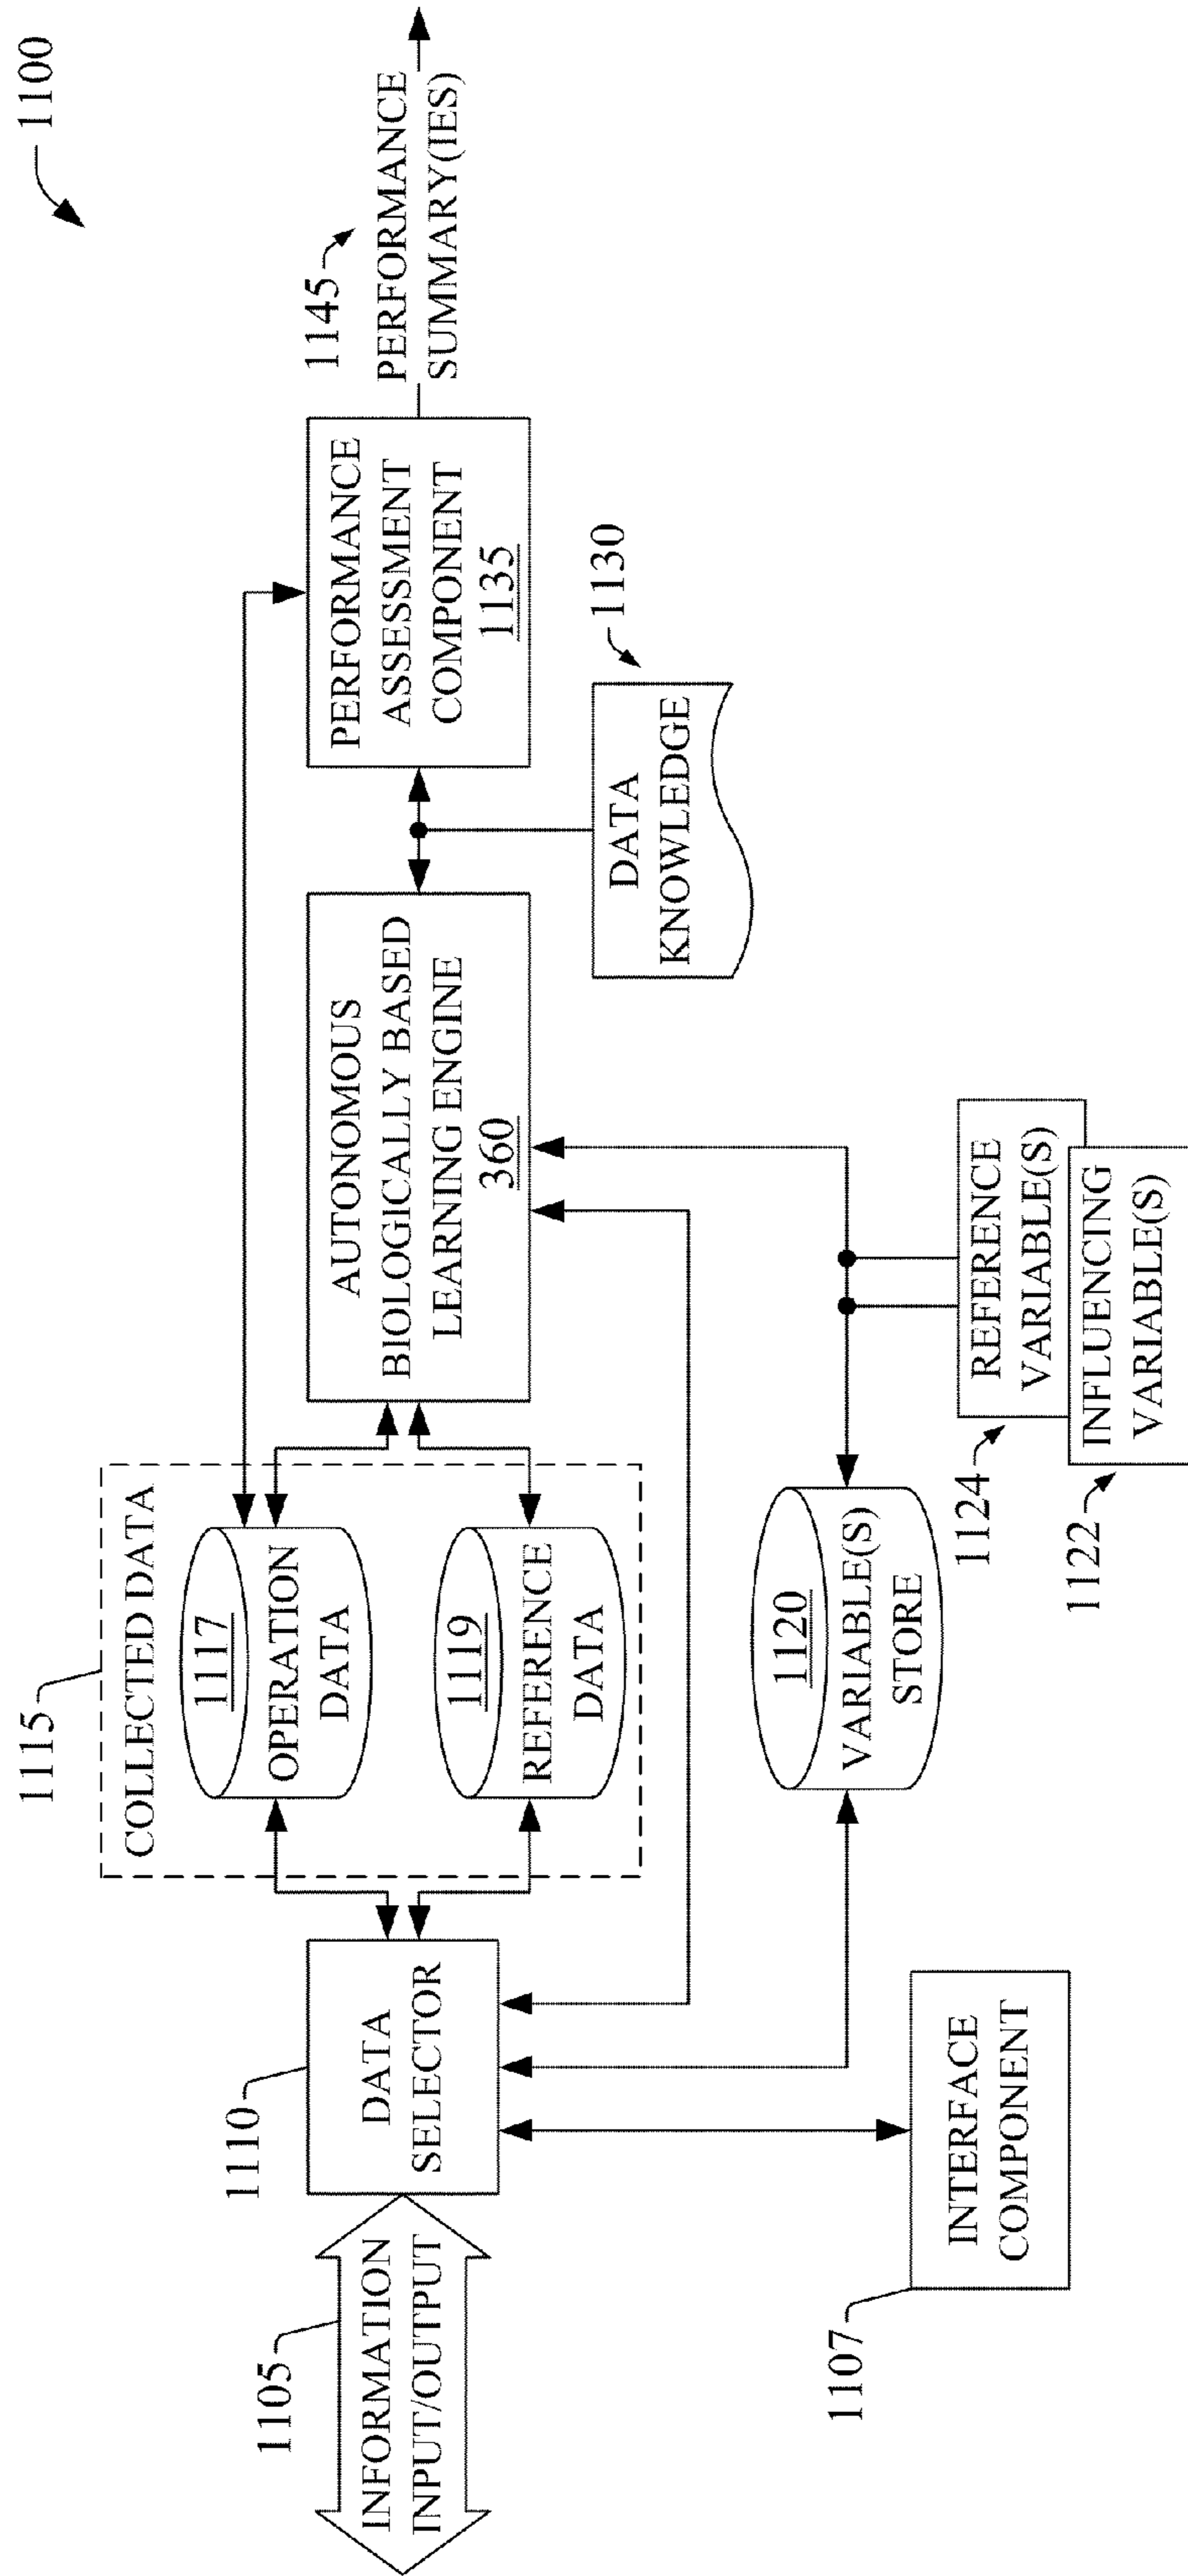 1100
1115
COLLECTED DATA
1117
OPERATION
DATA
1119
REFERENCE
DATA
1105
INFORMATION
INPUT/OUTPUT
1110
DATA
SELECTOR
AUTONOMOUS
BIOLOGICALLY BASED
LEARNING ENGINE
360
PERFORMANCE
ASSESSMENT
COMPONENT
1135
1145
PERFORMANCE
SUMMARY(IES)
DATA
KNOWLEDGE
1130
1120
VARIABLE(S)
STORE
1107
INTERFACE
COMPONENT
1124
REFERENCE
VARIABLE(S)
1122
INFLUENCING
VARIABLE(S)